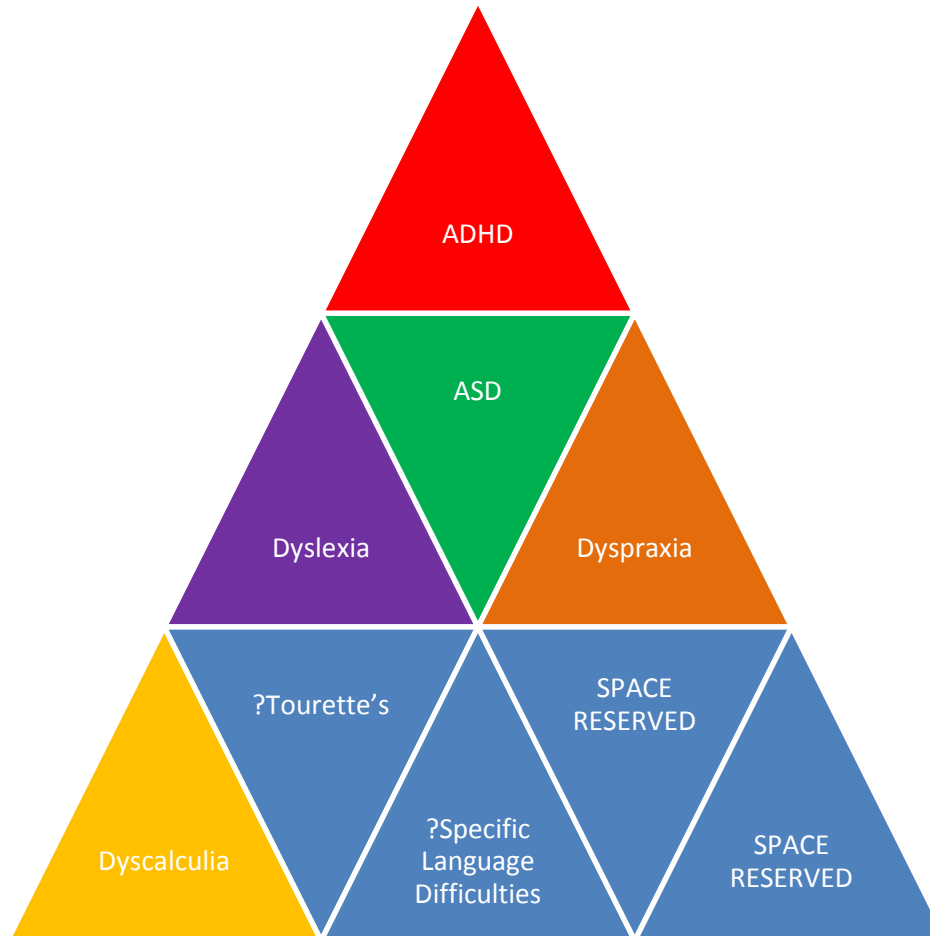 ADHD
ASD
Dyslexia
Dyspraxia
?Tourette’s
SPACE
RESERVED
Dyscalculia
?Specific
Language
Difficulties
SPACE
RESERVED